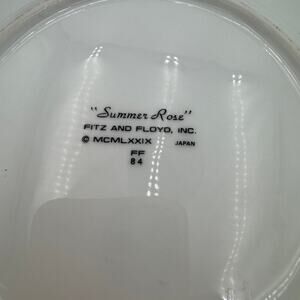 "Summer Rose"
FITZ AND FLOYD, INC.
© MCMLXXIX JAPAN
FF
84